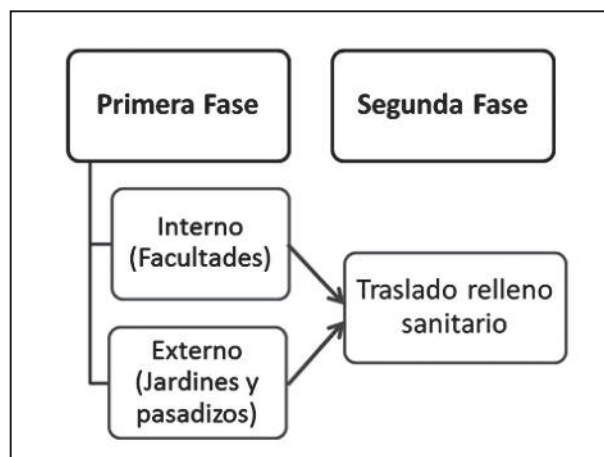 Primera Fase
Segunda Fase
Interno
(Facultades)
Externo
(Jardines y
pasadizos)
Traslado relleno
sanitario